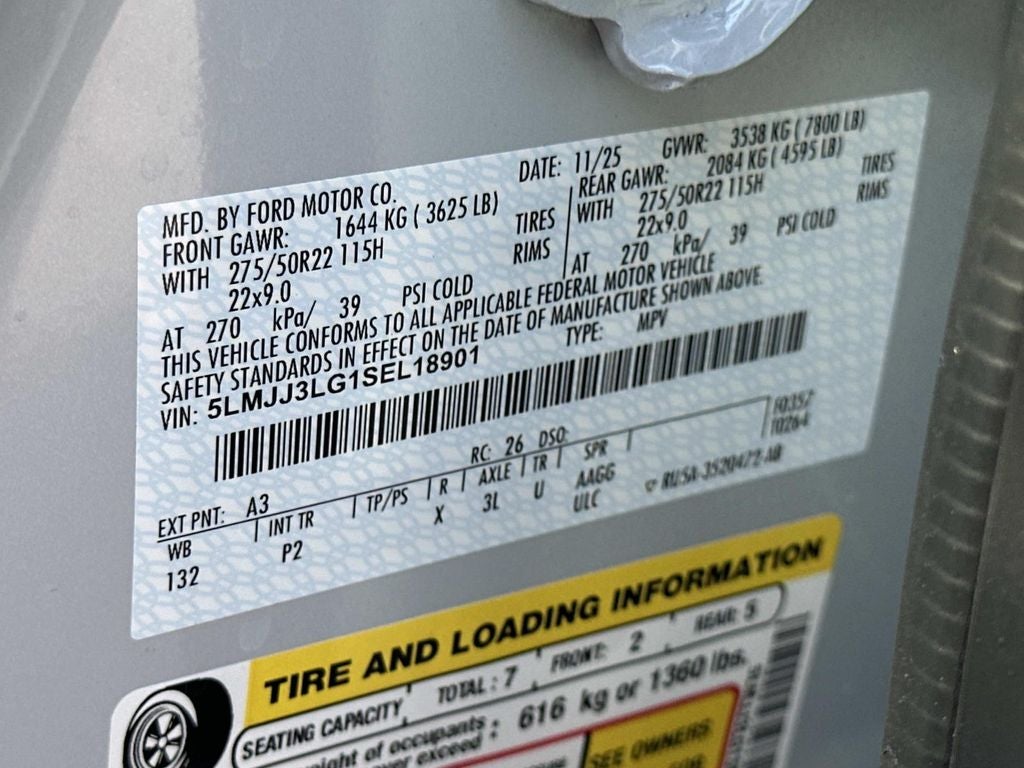 MFD. BY FORD MOTOR CO. DATE: 11/25 GVWR: 3538 KG ( 7800 LB)
FRONT GAWR: 1644 KG ( 3625 LB) REAR GAWR: 2084 KG ( 4595 LB)
WITH 275/50R22 115H TIRES WITH 275/50R22 115H TIRES
22x9.0 RIMS 22x9.0 RIMS
AT 270 kPa/ 39 PSI COLD AT 270 kPa/ 39 PSI COLD
THIS VEHICLE CONFORMS TO ALL APPLICABLE FEDERAL MOTOR VEHICLE
SAFETY STANDARDS IN EFFECT ON THE DATE OF MANUFACTURE SHOWN ABOVE.
VIN: 5LMJJ3LG1SEL18901 TYPE: MPV
F0357
T0264
EXT PNT: A3 RC: 26 DSO:
WB INT TR TP/PS R AXLE TR SPR
132 P2 X 3L U AAGG
ULC
TIRE AND LOADING INFORMATION
SEATING CAPACITY TOTAL : 7 FRONT: 2 REAR: 5
ight of occupants
er exceed : 616 kg or 1360 lbs.
SEE OWNERS